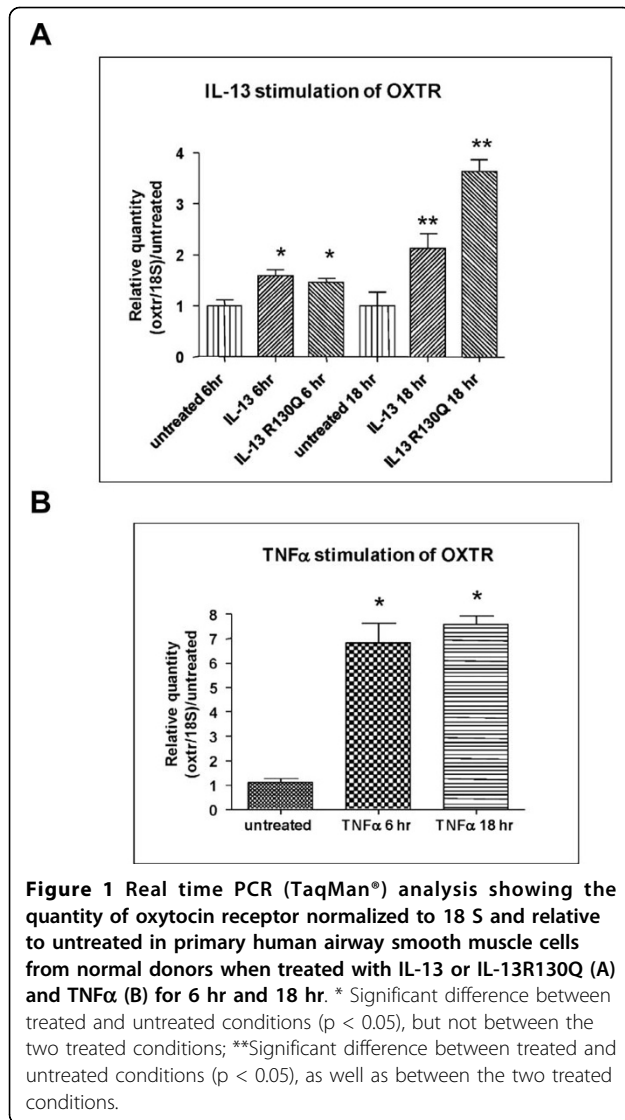 A
IL-13 stimulation of OXTR
Relative quantity
(oxtr/18S)/untreated
4
3
2
1
0
*
*
**
**
untreated 6hr
IL-13 6hr
IL-13 R130Q 6 hr
untreated 18 hr
IL-13 18 hr
IL13 R130Q 18 hr
B
TNFα stimulation of OXTR
Relative quantity
(oxtr/18S)/untreated
8
7
6
5
4
3
2
1
0
*
*
untreated
TNFα 6 hr
TNFα 18 hr
Figure 1 Real time PCR (TaqMan®) analysis showing the
quantity of oxytocin receptor normalized to 18 S and relative
to untreated in primary human airway smooth muscle cells
from normal donors when treated with IL-13 or IL-13R130Q (A)
and TNFα (B) for 6 hr and 18 hr. * Significant difference between
treated and untreated conditions (p < 0.05), but not between the
two treated conditions; **Significant difference between treated and
untreated conditions (p < 0.05), as well as between the two treated
conditions.